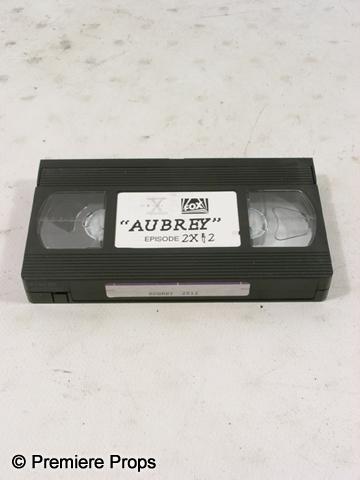 X
FOX
"AUBREY"
EPISODE 2X12
AUBREY 2X12
© Premiere Props